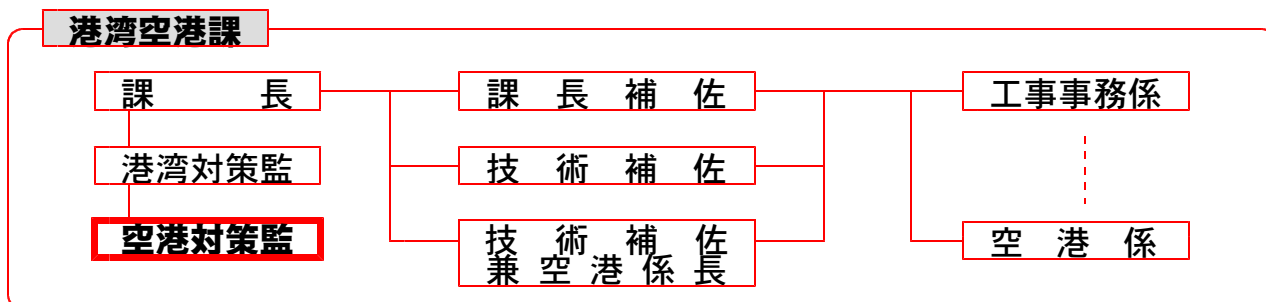 港湾空港課
課長
課長補佐
工事事務係
港湾対策監
技術補佐
空港対策監
技術補佐
兼空港係長
空港係